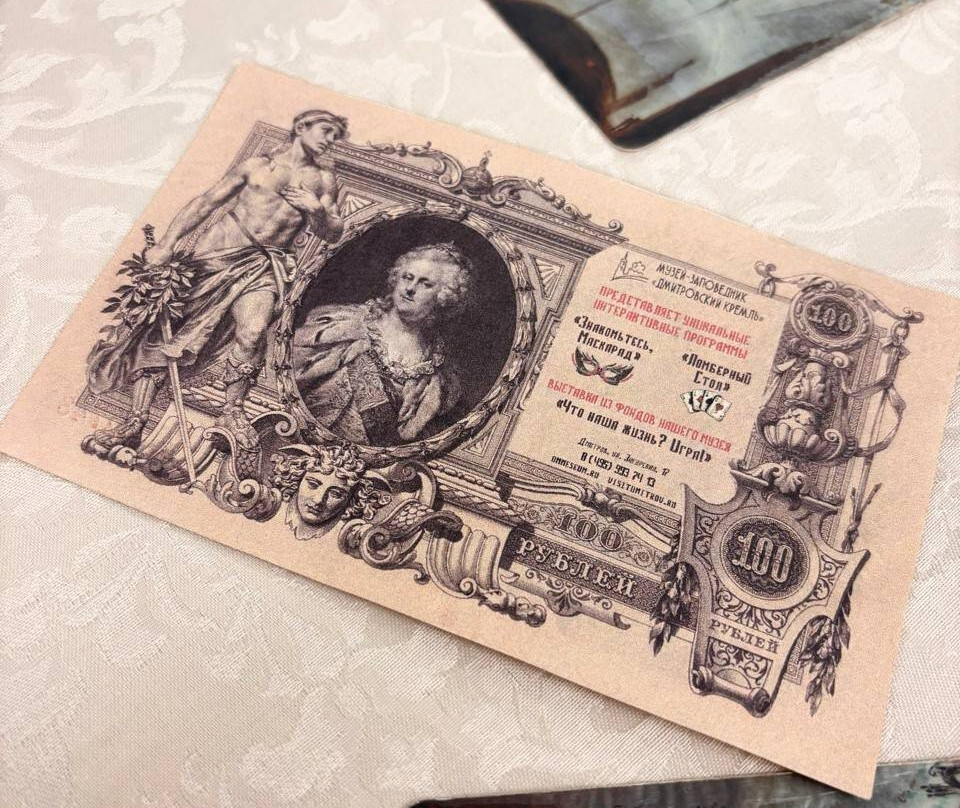 МУЗЕЙ-ЗАПОВЕДНИК
«ДМИТРОВСКИЙ КРЕМЛЬ»
ПРЕДСТАВЛЯЕТ УНИКАЛЬНЫЕ
ИНТЕРАКТИВНЫЕ ПРОГРАММЫ
«Знакомьтесь,
Маскарад»
«Ломберный
Стол»
ВЫСТАВКА ИЗ ФОНДОВ НАШЕГО МУЗЕЯ
«Что наша жизнь? Игра!»
Дмитров, ул. Загорская, 17
8 (495) 993 74 13
DMMUSEUM.RU VISITDMITROV.RU
100
100
РУБЛЕЙ
100
РУБЛЕЙ